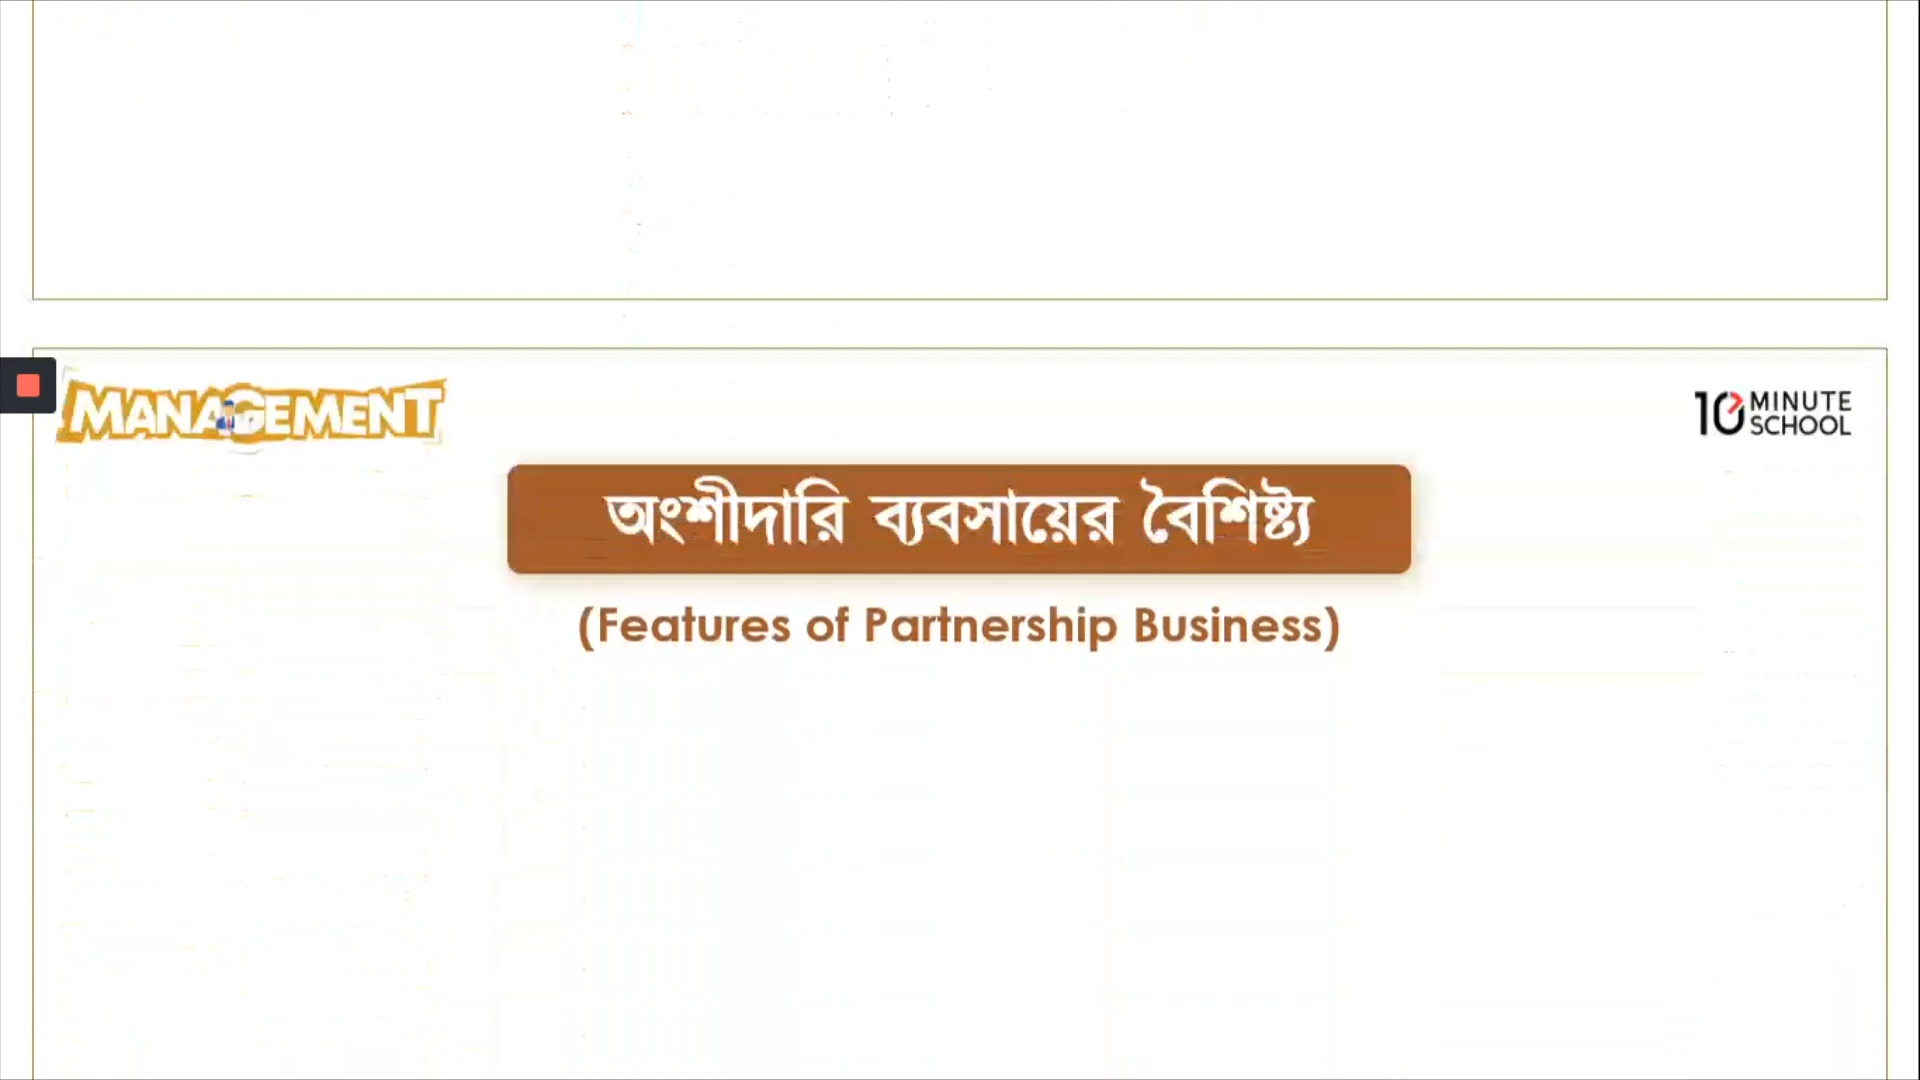 MANAGEMENT
10 MINUTE
SCHOOL
অংশীদারি ব্যবসায়ের বৈশিষ্ট্য
(Features of Partnership Business)